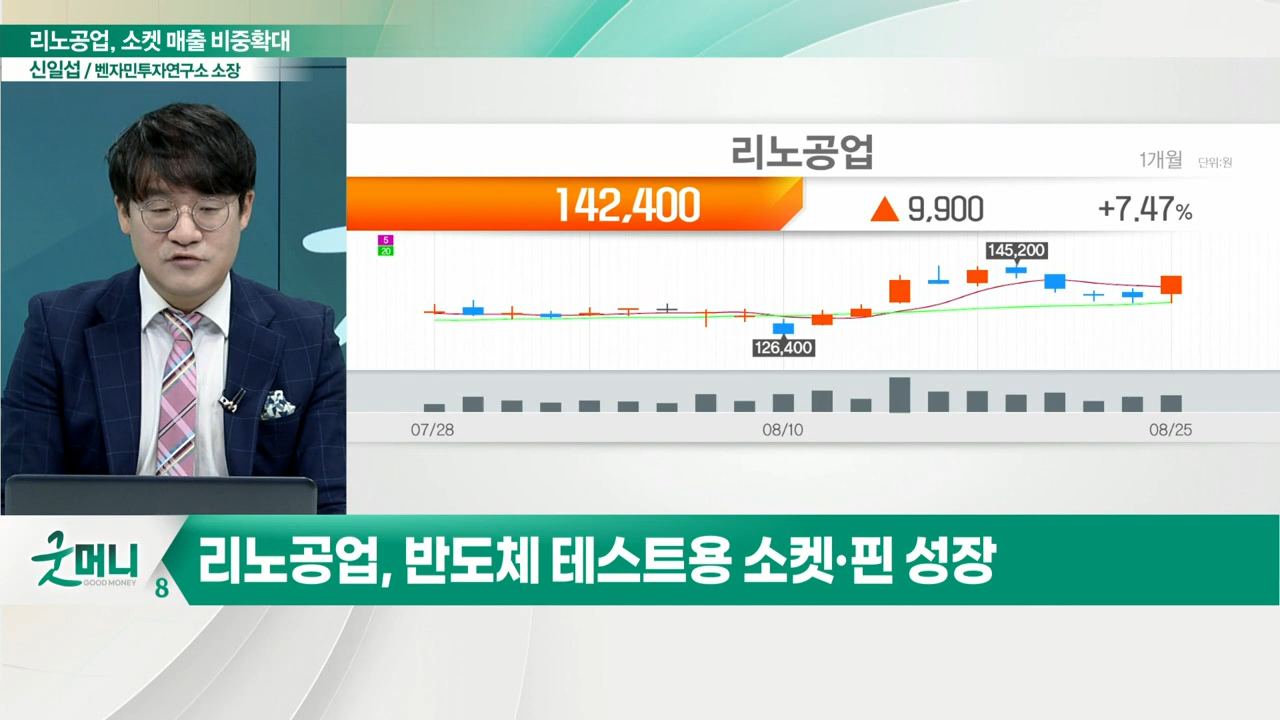 리노공업, 소켓 매출 비중확대
신일섭 / 벤자민투자연구소 소장
리노공업
1개월 단위:원
142,400 ▲ 9,900 +7.47%
5
20
145,200
126,400
07/28 08/10 08/25
굿머니
GOOD MONEY
8
리노공업, 반도체 테스트용 소켓·핀 성장